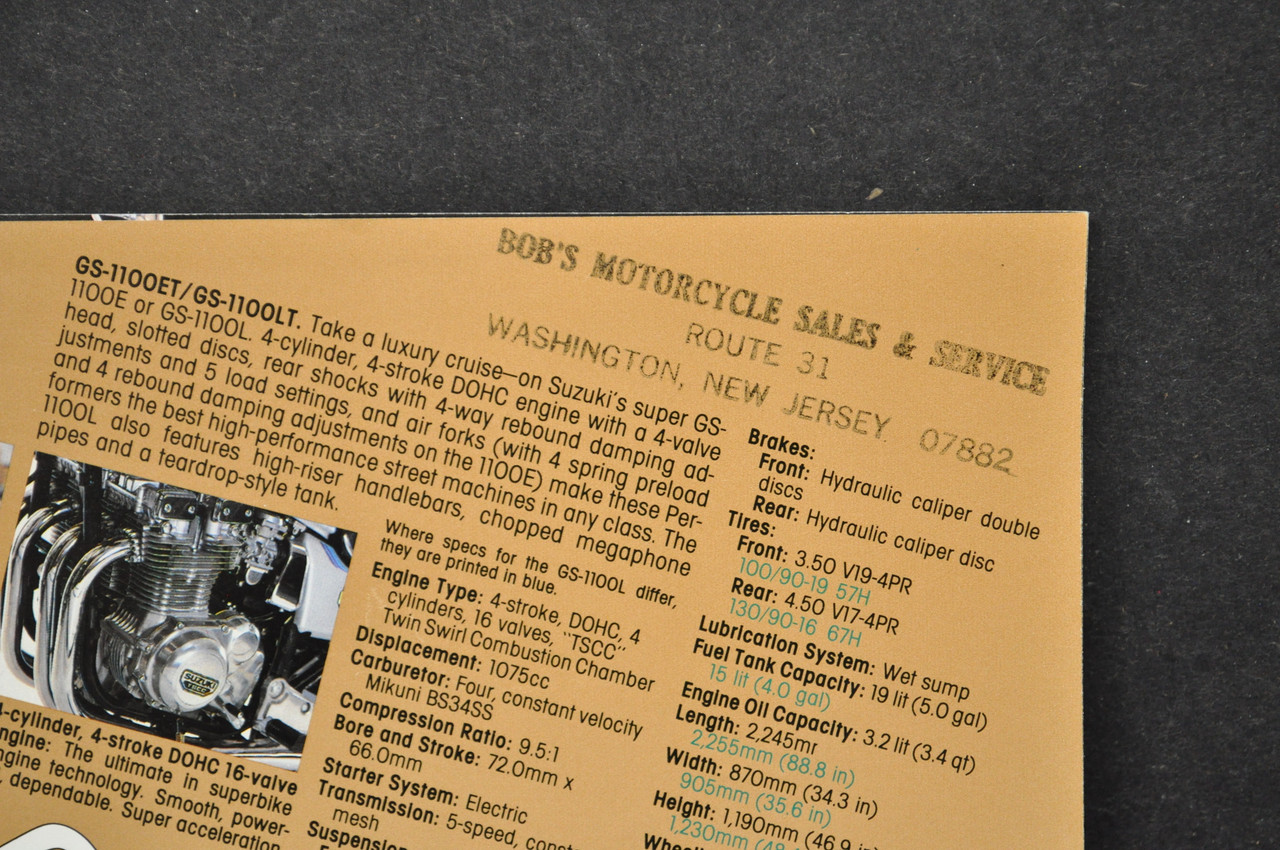 BOB'S MOTORCYCLE SALES & SERVICE
ROUTE 31
WASHINGTON, NEW JERSEY 07882
GS-1100ET/GS-1100LT. Take a luxury cruise—on Suzuki's super GS-
1100E or GS-1100L. 4-cylinder, 4-stroke DOHC engine with a 4-valve
head, slotted discs, rear shocks with 4-way rebound damping ad-
justments and 5 load settings, and air forks (with 4 spring preload
and 4 rebound damping adjustments on the 1100E) make these Per-
formers the best high-performance street machines in any class. The
1100L also features high-riser handlebars, chopped megaphone
pipes and a teardrop-style tank.
SUZUKI
TSCC
4-cylinder, 4-stroke DOHC 16-valve
engine: The ultimate in superbike
engine technology. Smooth, power-
dependable. Super acceleration
Where specs for the GS-1100L differ,
they are printed in blue.
Engine Type: 4-stroke, DOHC, 4
cylinders, 16 valves, "TSCC"
Twin Swirl Combustion Chamber
Displacement: 1075cc
Carburetor: Four, constant velocity
Mikuni BS34SS
Compression Ratio: 9.5:1
Bore and Stroke: 72.0mm x
66.0mm
Starter System: Electric
Transmission: 5-speed,
mesh
Suspension
Brakes:
Front: Hydraulic caliper double
discs
Rear: Hydraulic caliper disc
Tires:
Front: 3.50 V19-4PR
100/90-19 57H
Rear: 4.50 V17-4PR
130/90-16 67H
Lubrication System: Wet sump
Fuel Tank Capacity: 19 lit (5.0 gal)
15 lit (4.0 gal)
Engine Oil Capacity: 3.2 lit (3.4 qt)
Length: 2,245mr
2,255mm (88.8 in)
Width: 870mm (34.3 in)
905mm (35.6 in)
Height: 1,190mm (46.9 in)
1,230mm